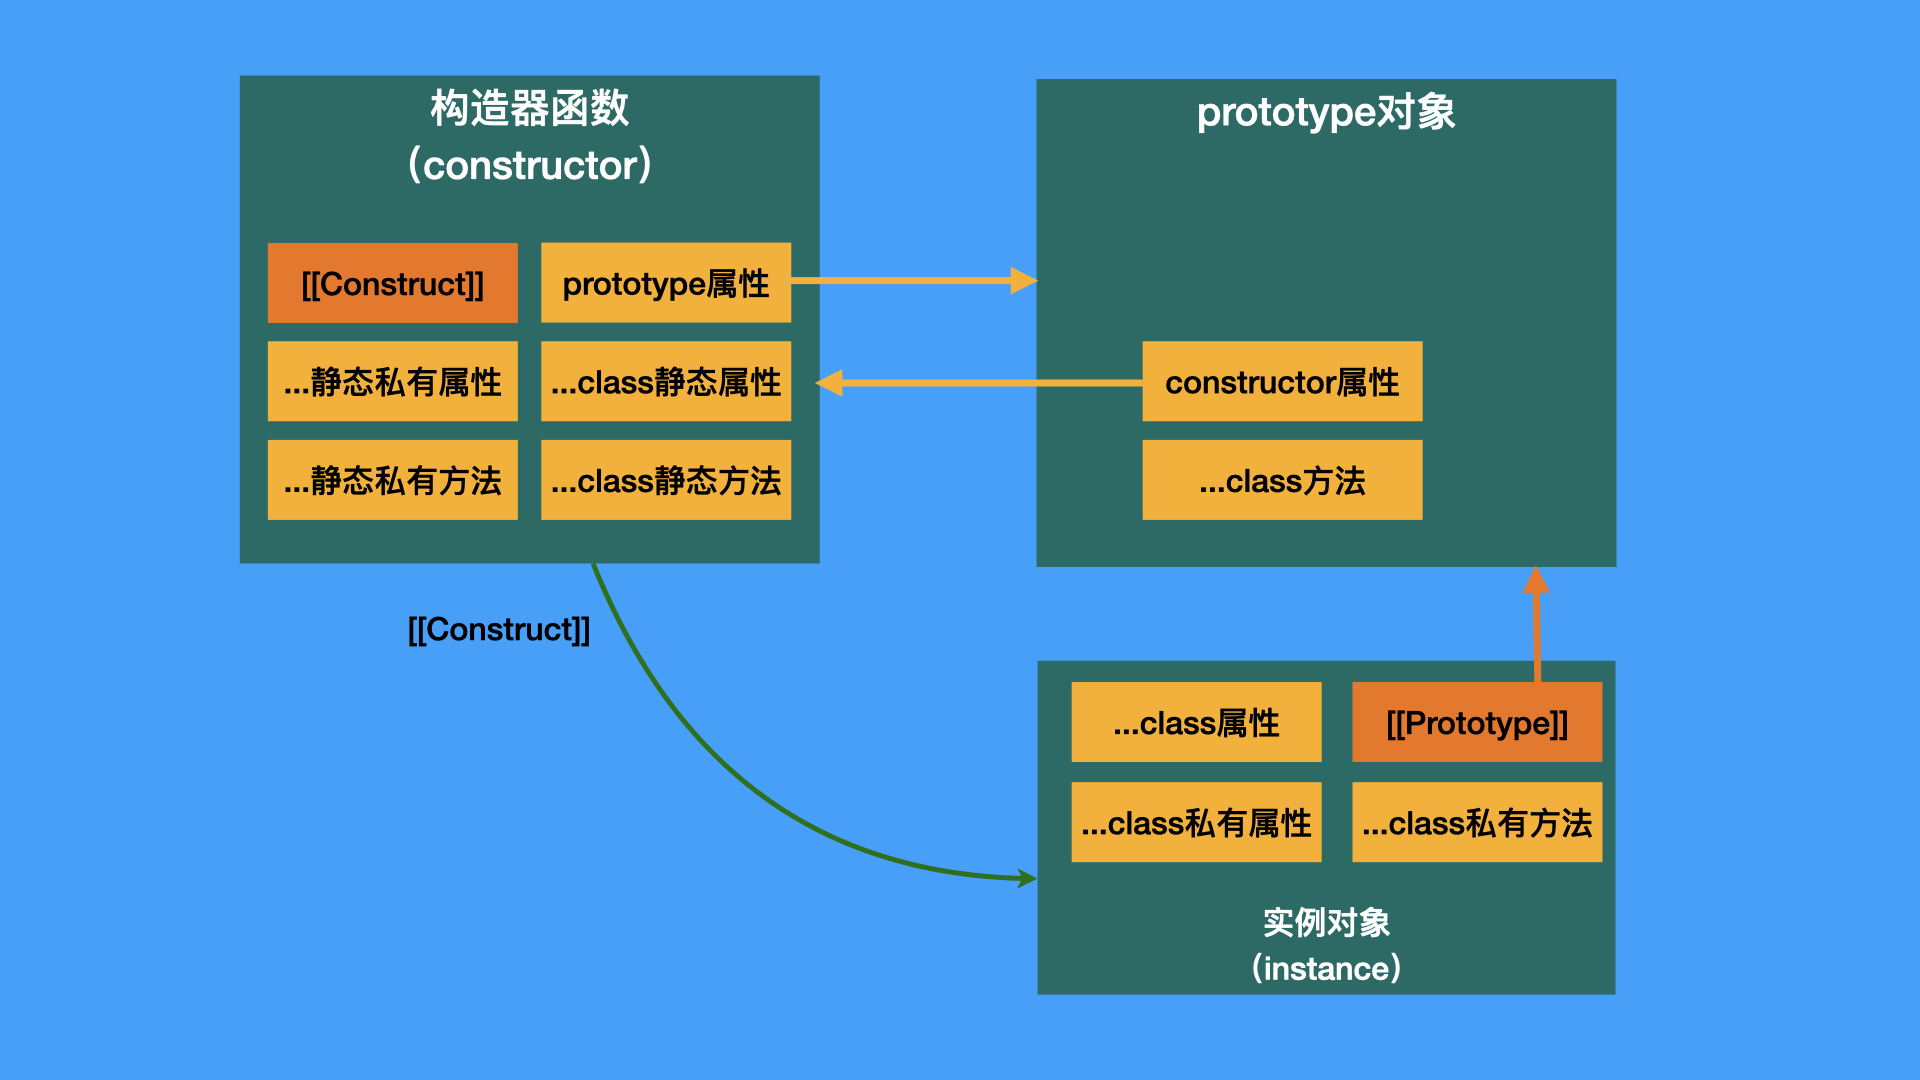 构造器函数
（constructor）
[[Construct]]
prototype属性
...静态私有属性
...class静态属性
...静态私有方法
...class静态方法
prototype对象
constructor属性
...class方法
[[Construct]]
...class属性
[[Prototype]]
...class私有属性
...class私有方法
实例对象
（instance）